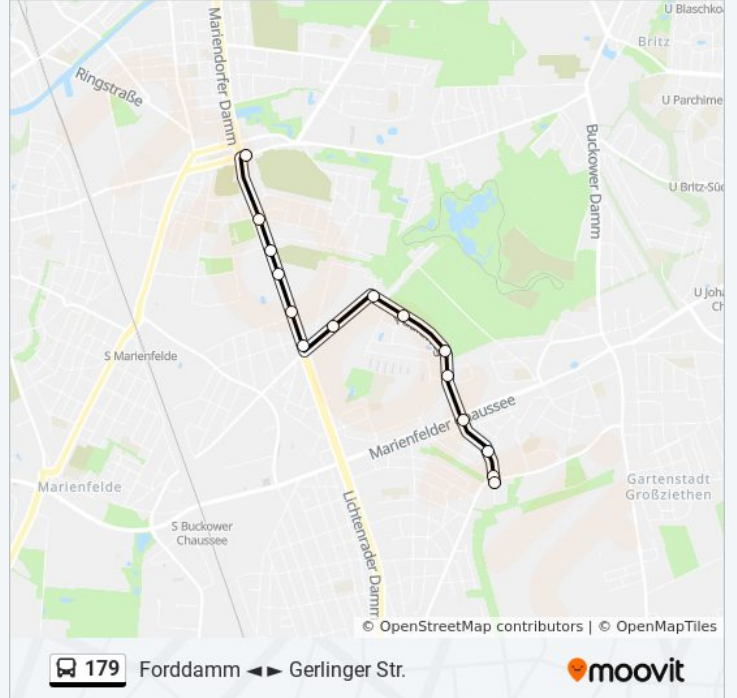 U Blaschko
Britz
Mariendorfer Damm
Ringstraße
U Parchime
Buckower Damm
U Britz-Süd
U Joha
Ch
S Marienfelde
Marienfelder Chaussee
Marienfelde
Gartenstadt
Großziethen
S Buckower
Chaussee
Lichtenrader Damm
© OpenStreetMap contributors | © OpenMapTiles
179 Forddamm ◄ ► Gerlinger Str.
moovit